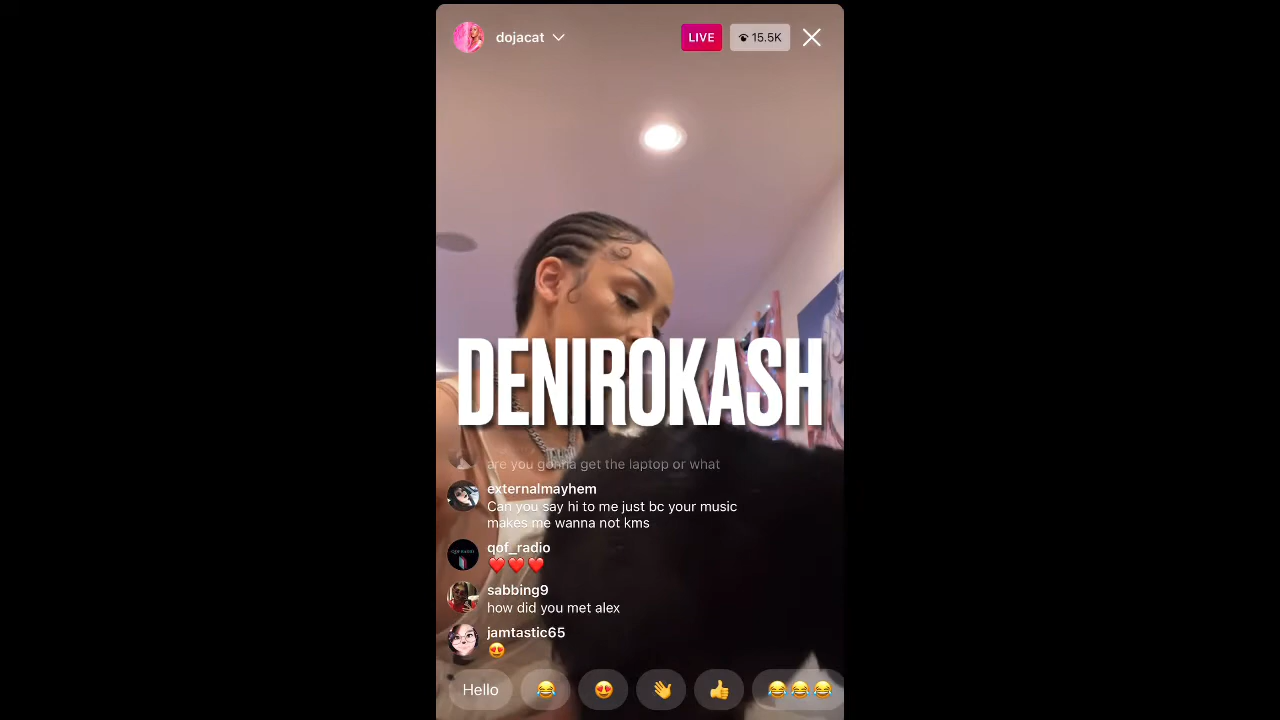 dojacat
LIVE
15.5K
DENIROKASH
are you gonna get the laptop or what
externalmayhem
Can you say hi to me just bc your music
makes me wanna not kms
qof_radio
❤️❤️❤️
sabbing9
how did you met alex
jamtastic65
😍
Hello 😂 😍 👋 👍 😂😂😂